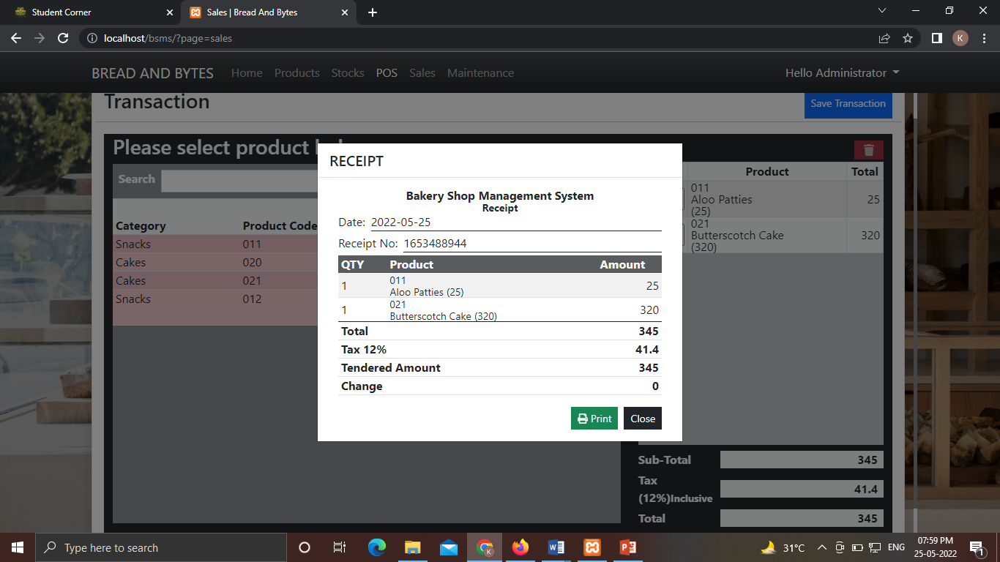 Student Corner
Sales | Bread And Bytes
localhost/bsms/?page=sales
K
BREAD AND BYTES Home Products Stocks POS Sales Maintenance Hello Administrator
Transaction
Save Transaction
Please select product
Search
Category Product Code
Snacks 011
Cakes 020
Cakes 021
Snacks 012
RECEIPT
Bakery Shop Management System
Receipt
Date: 2022-05-25
Receipt No: 1653488944
QTY Product Amount
1 011 25
Aloo Patties (25)
1 021 320
Butterscotch Cake (320)
Total 345
Tax 12% 41.4
Tendered Amount 345
Change 0
Print Close
Product Total
011
Aloo Patties 25
(25)
021
Butterscotch Cake 320
(320)
Sub-Total 345
Tax
(12%)Inclusive 41.4
Total 345
Type here to search
31°C
ENG
07:59 PM
25-05-2022
1